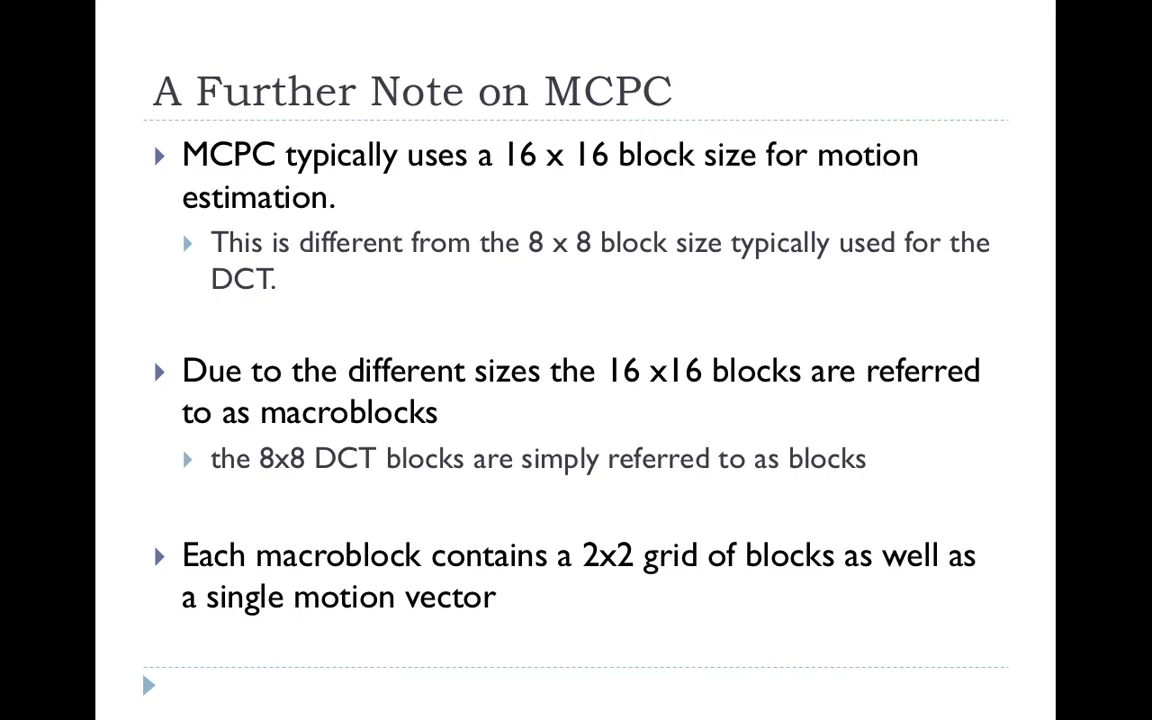 A Further Note on MCPC
MCPC typically uses a 16 x 16 block size for motion
estimation.
This is different from the 8 x 8 block size typically used for the
DCT.
Due to the different sizes the 16 x16 blocks are referred
to as macroblocks
the 8x8 DCT blocks are simply referred to as blocks
Each macroblock contains a 2x2 grid of blocks as well as
a single motion vector